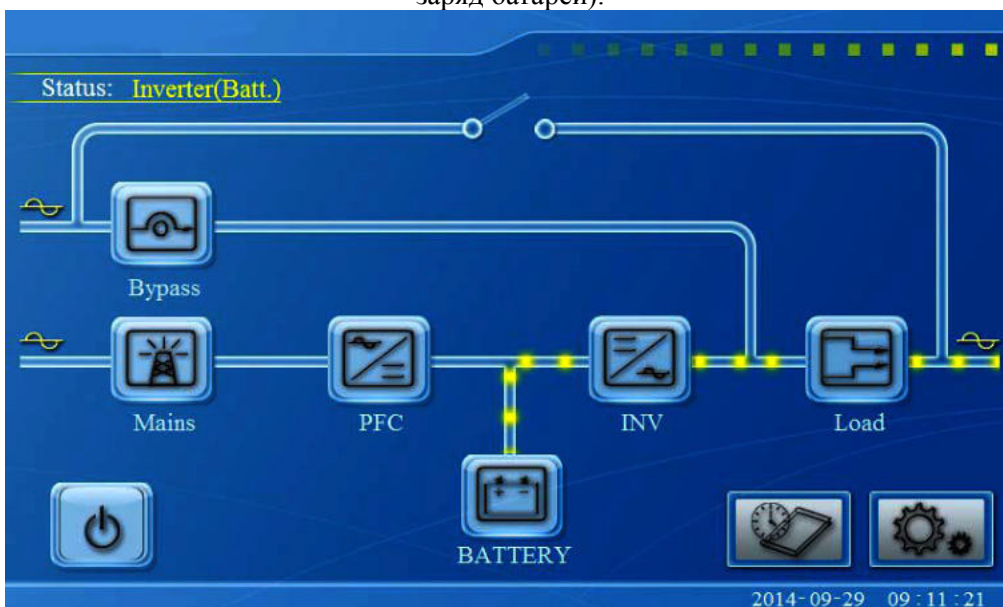 заряд батарей).
Status: Inverter(Batt.)
Bypass
Mains
PFC
INV
Load
BATTERY
2014-09-29 09:11:21